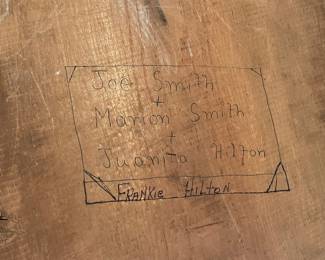 Joe Smith
+
Marion Smith
+
Juanita Hilton
Frankie Hilton